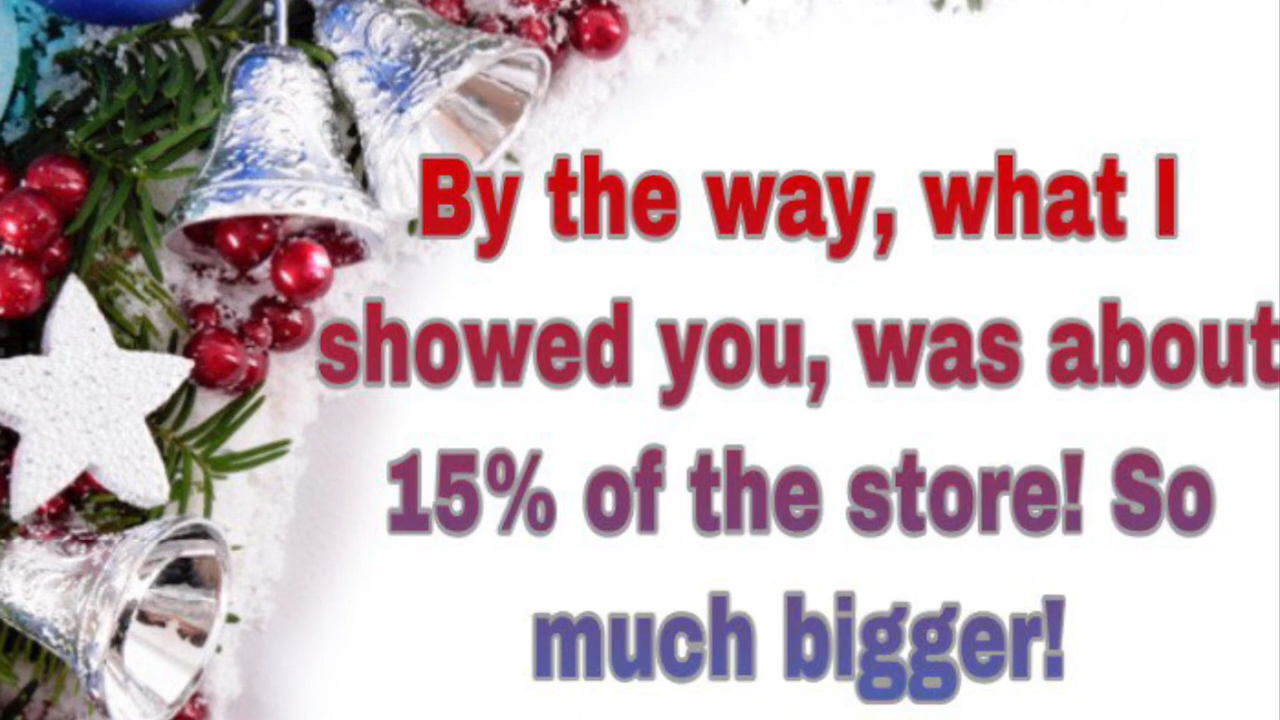 By the way, what I
showed you, was about
15% of the store! So
much bigger!